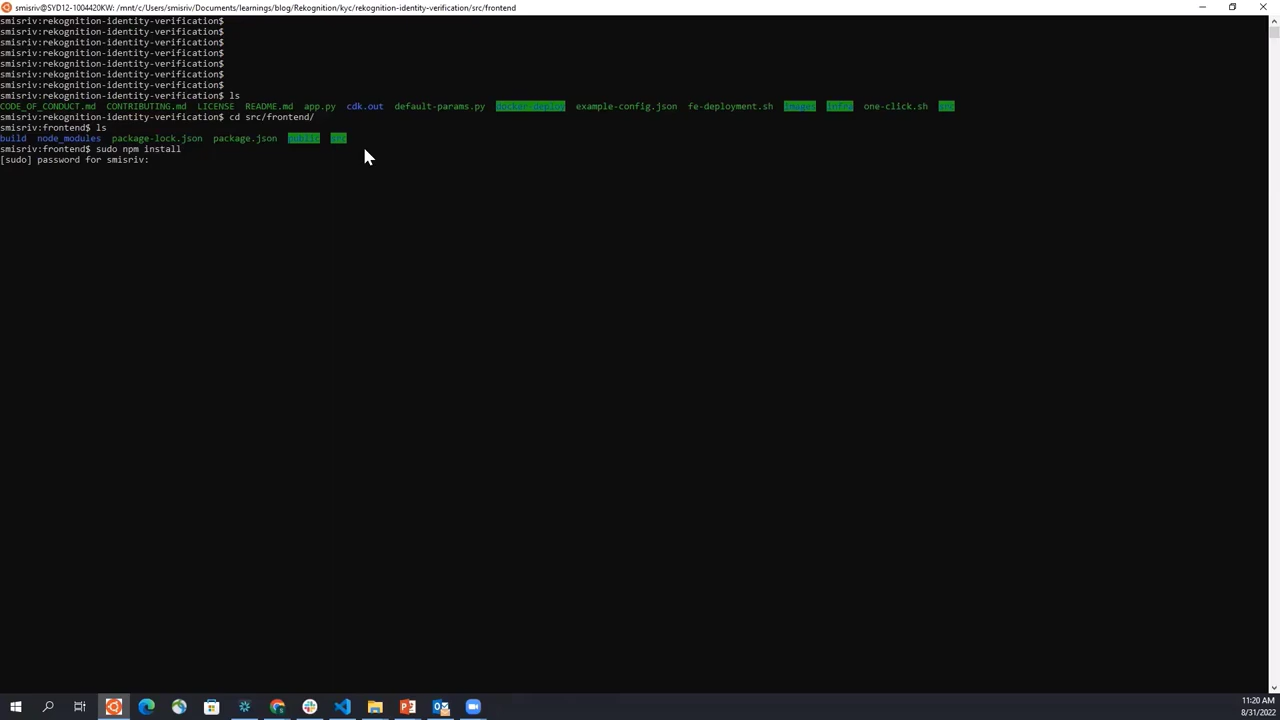 smisriv@SYD12-1004420KW: /mnt/c/Users/smisriv/Documents/learnings/blog/Rekognition/kyc/rekognition-identity-verification/src/frontend
smisriv:rekognition-identity-verification$
smisriv:rekognition-identity-verification$
smisriv:rekognition-identity-verification$
smisriv:rekognition-identity-verification$
smisriv:rekognition-identity-verification$
smisriv:rekognition-identity-verification$
smisriv:rekognition-identity-verification$
smisriv:rekognition-identity-verification$ ls
CODE_OF_CONDUCT.md CONTRIBUTING.md LICENSE README.md app.py cdk.out default-params.py docker-deploy example-config.json fe-deployment.sh images infra one-click.sh src
smisriv:rekognition-identity-verification$ cd src/frontend/
smisriv:frontend$ ls
build node_modules package-lock.json package.json public src
smisriv:frontend$ sudo npm install
[sudo] password for smisriv:
11:20 AM
8/31/2022